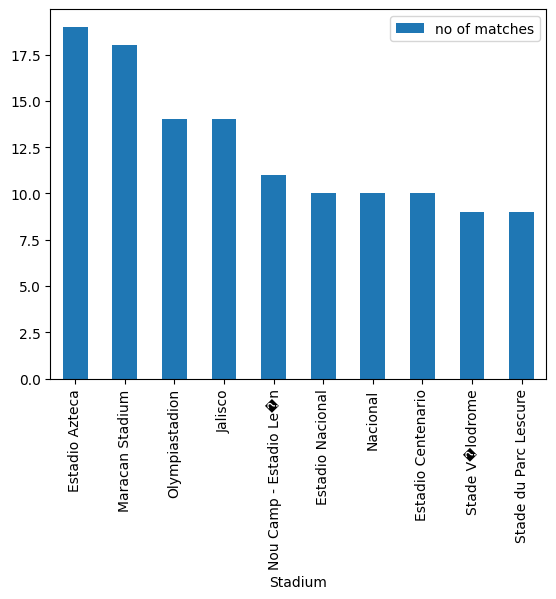 no of matches
17.5
15.0
12.5
10.0
7.5
5.0
2.5
0.0
Estadio Azteca
Maracan Stadium
Olympiastadion
Jalisco
Nou Camp - Estadio Le�n
Estadio Nacional
Nacional
Estadio Centenario
Stade V�lodrome
Stade du Parc Lescure
Stadium